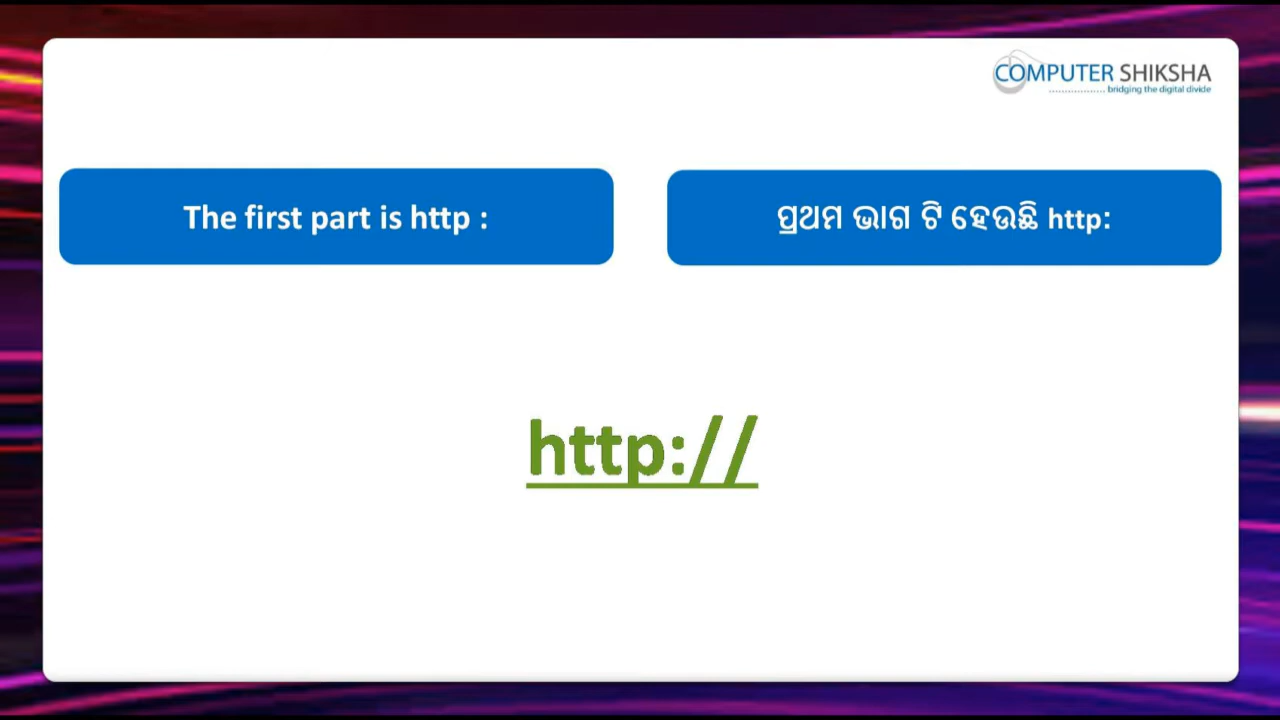 COMPUTER SHIKSHA
bridging the digital divide
The first part is http :
ପ୍ରଥମ ଭାଗ ଟି ହେଉଛି http:
http://